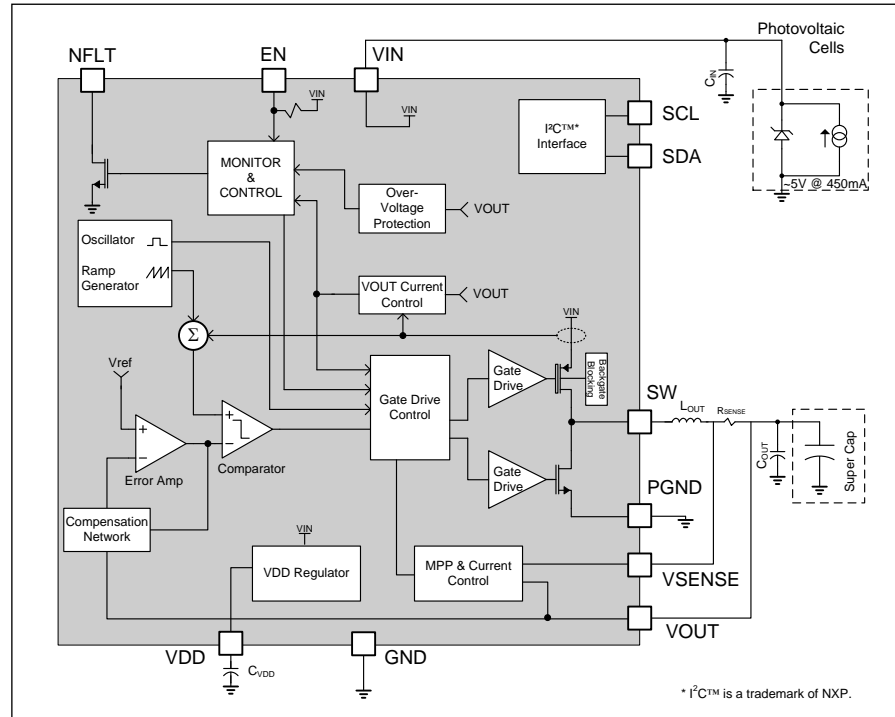 Photovoltaic
Cells
NFLT
EN
VIN
C_IN
VIN
VIN
SCL
I²C™*
Interface
SDA
MONITOR
&
CONTROL
~5V @ 450mA
Over-
Voltage
Protection
VOUT
Oscillator
Ramp
Generator
VOUT Current
Control
VOUT
VIN
Σ
Vref
Gate Drive
Control
Gate
Drive
Backgate
Blocking
SW
L_OUT
R_SENSE
+
−
Error Amp
+
−
Comparator
Gate
Drive
C_OUT
Super Cap
PGND
Compensation
Network
VIN
VDD Regulator
MPP & Current
Control
VSENSE
VOUT
VDD
GND
C_VDD
* I²C™ is a trademark of NXP.